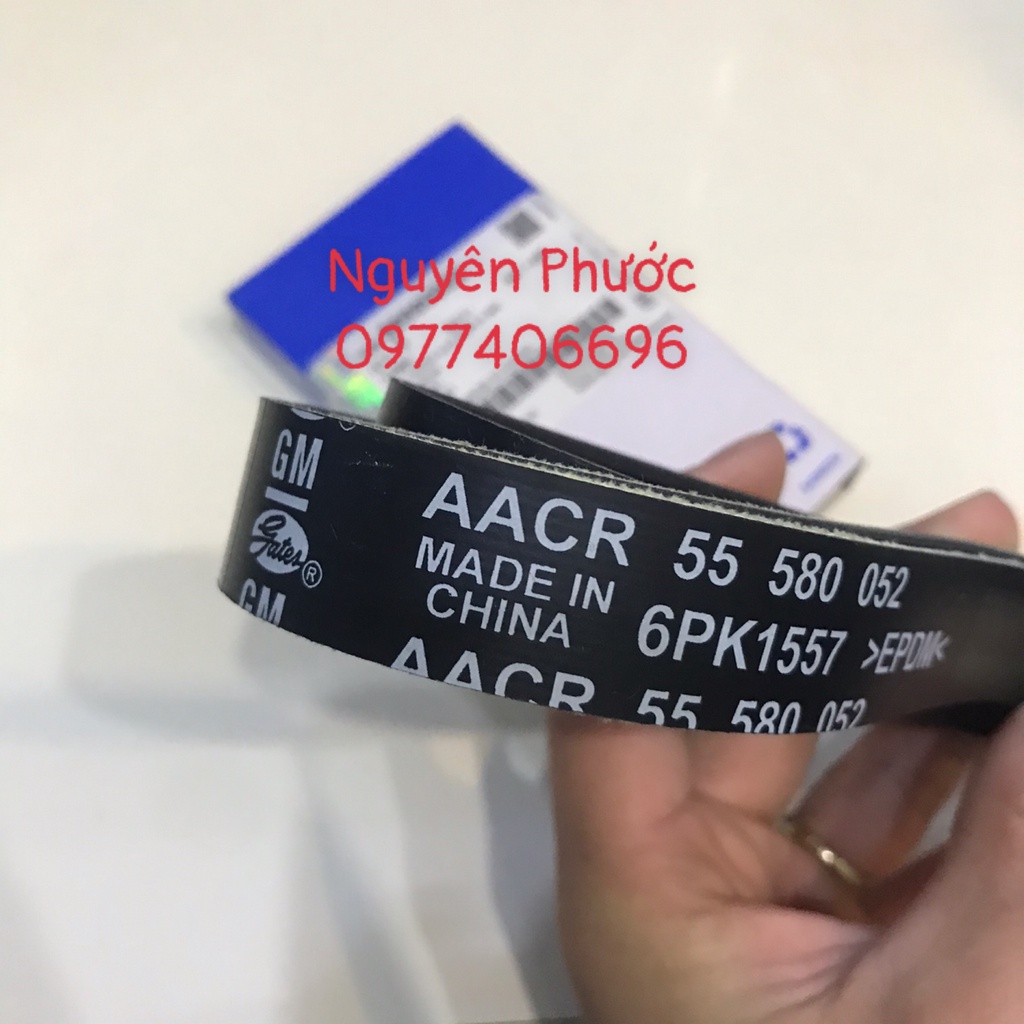 Nguyên Phước
0977406696
GM
Gates®
GM
AACR 55 580 052
MADE IN
CHINA
6PK1557 >EPDM<
AACR 55 580 052